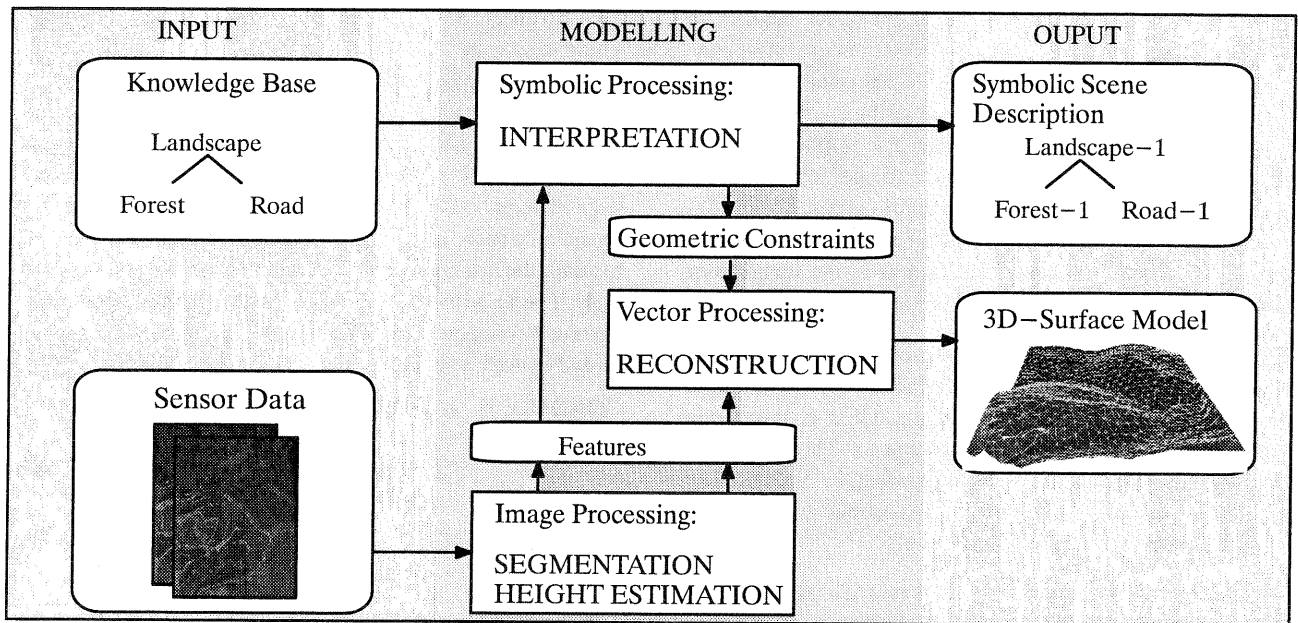 INPUT
MODELLING
OUPUT
Knowledge Base
Landscape
Forest
Road
Symbolic Processing:
INTERPRETATION
Symbolic Scene
Description
Landscape−1
Forest−1
Road−1
Geometric Constraints
Vector Processing:
RECONSTRUCTION
3D−Surface Model
Sensor Data
Features
Image Processing:
SEGMENTATION
HEIGHT ESTIMATION